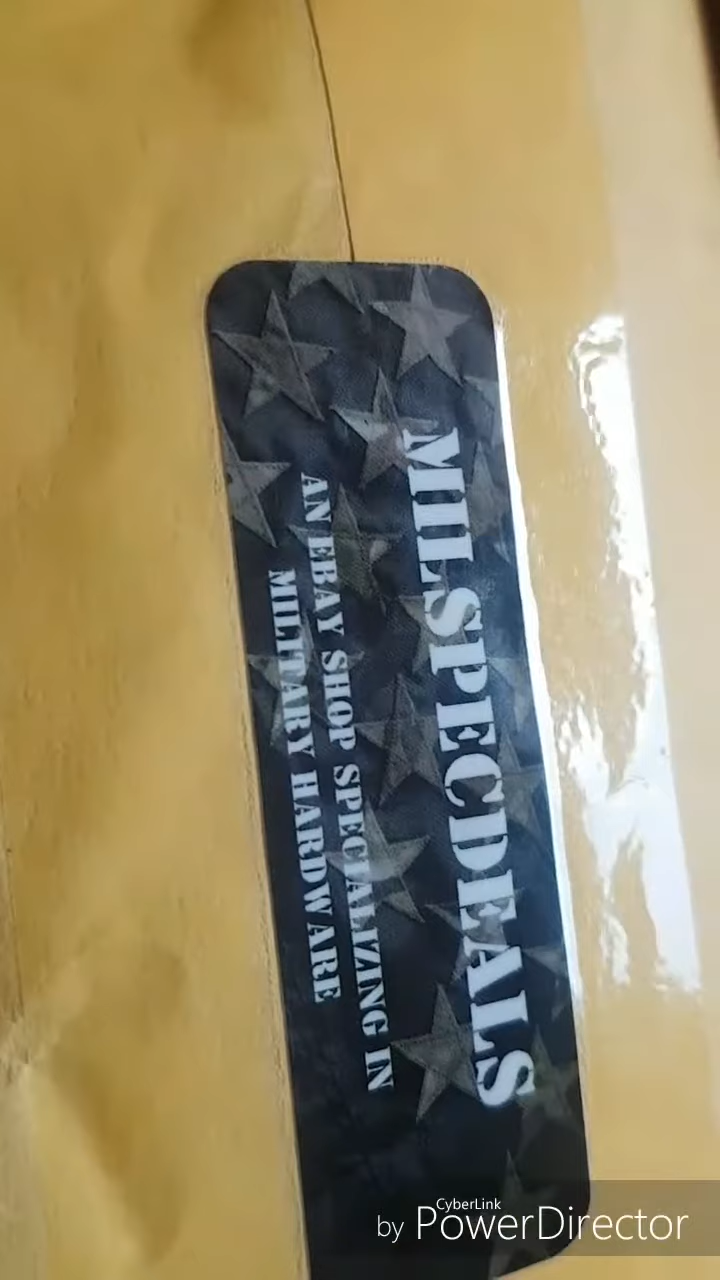 MILSPECDEALS
AN EBAY SHOP SPECIALIZING IN
MILITARY HARDWARE
CyberLink
by PowerDirector